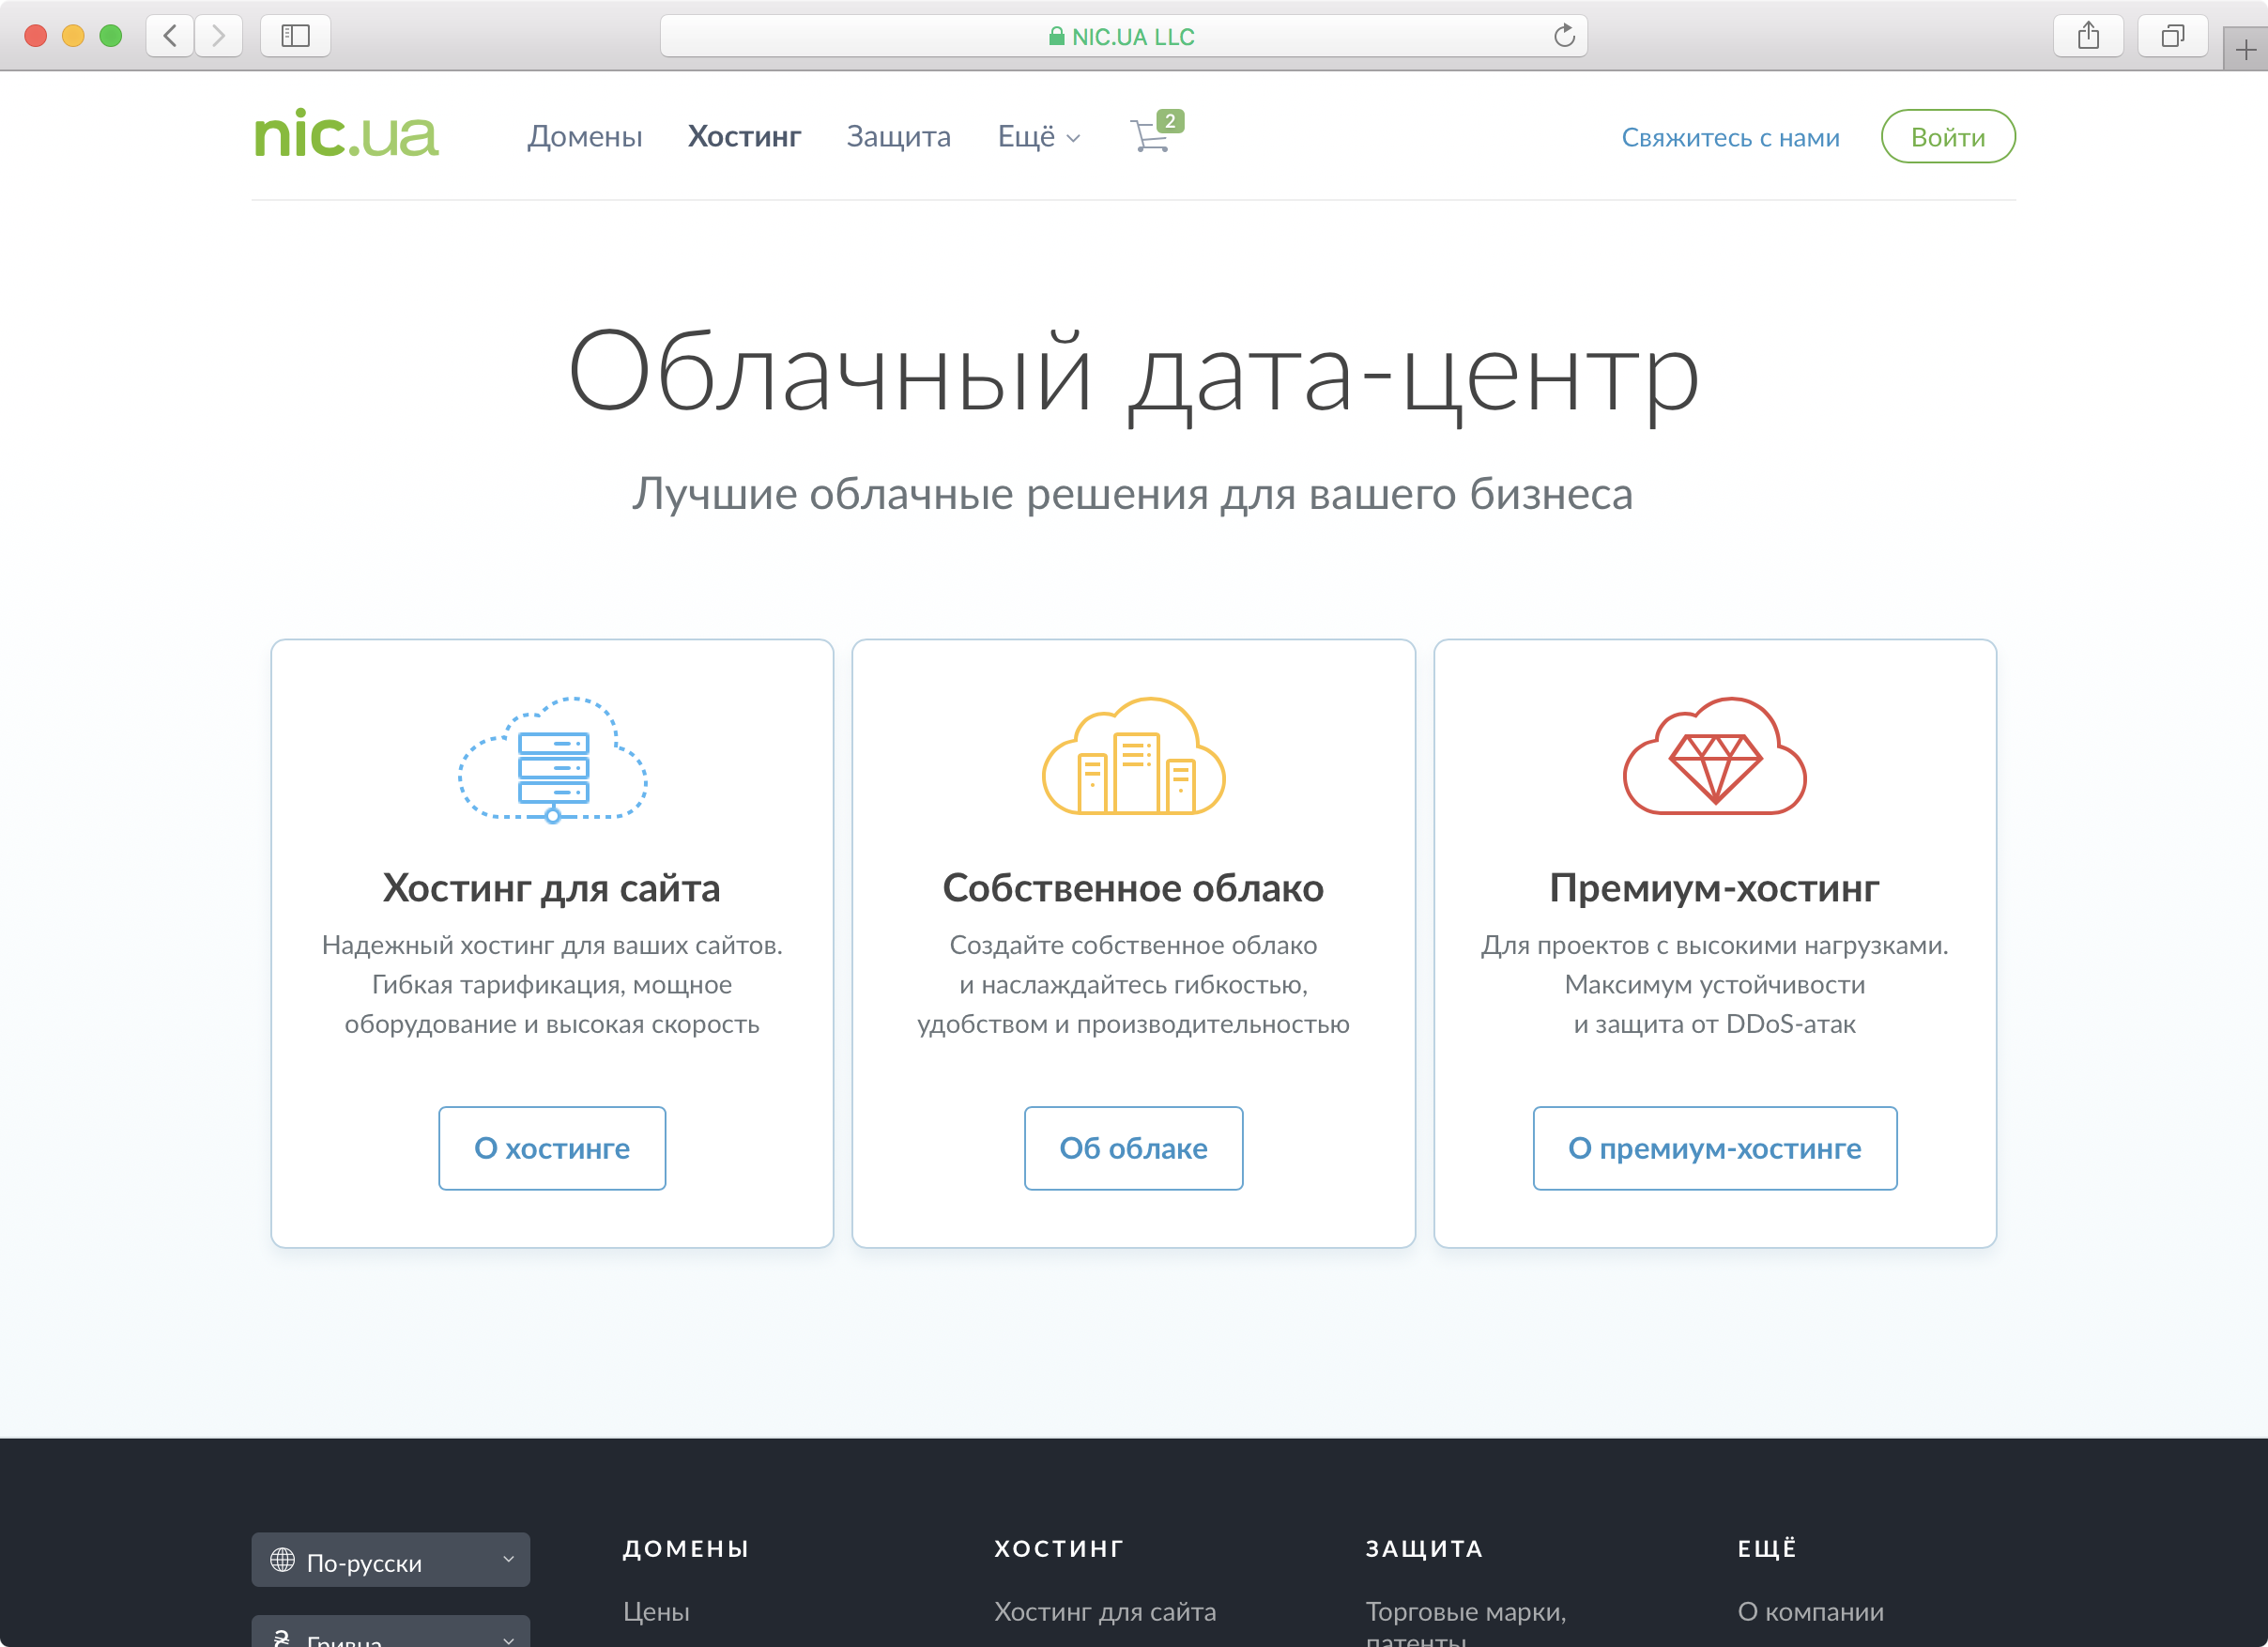 NIC.UA LLC
nic.ua
Домены
Хостинг
Защита
Ещё
2
Свяжитесь с нами
Войти
Облачный дата-центр
Лучшие облачные решения для вашего бизнеса
Хостинг для сайта
Надежный хостинг для ваших сайтов.
Гибкая тарификация, мощное
оборудование и высокая скорость
О хостинге
Собственное облако
Создайте собственное облако
и наслаждайтесь гибкостью,
удобством и производительностью
Об облаке
Премиум-хостинг
Для проектов с высокими нагрузками.
Максимум устойчивости
и защита от DDoS-атак
О премиум-хостинге
По-русски
₴ Гривна
ДОМЕНЫ
Цены
ХОСТИНГ
Хостинг для сайта
ЗАЩИТА
Торговые марки,
патенты
ЕЩЁ
О компании